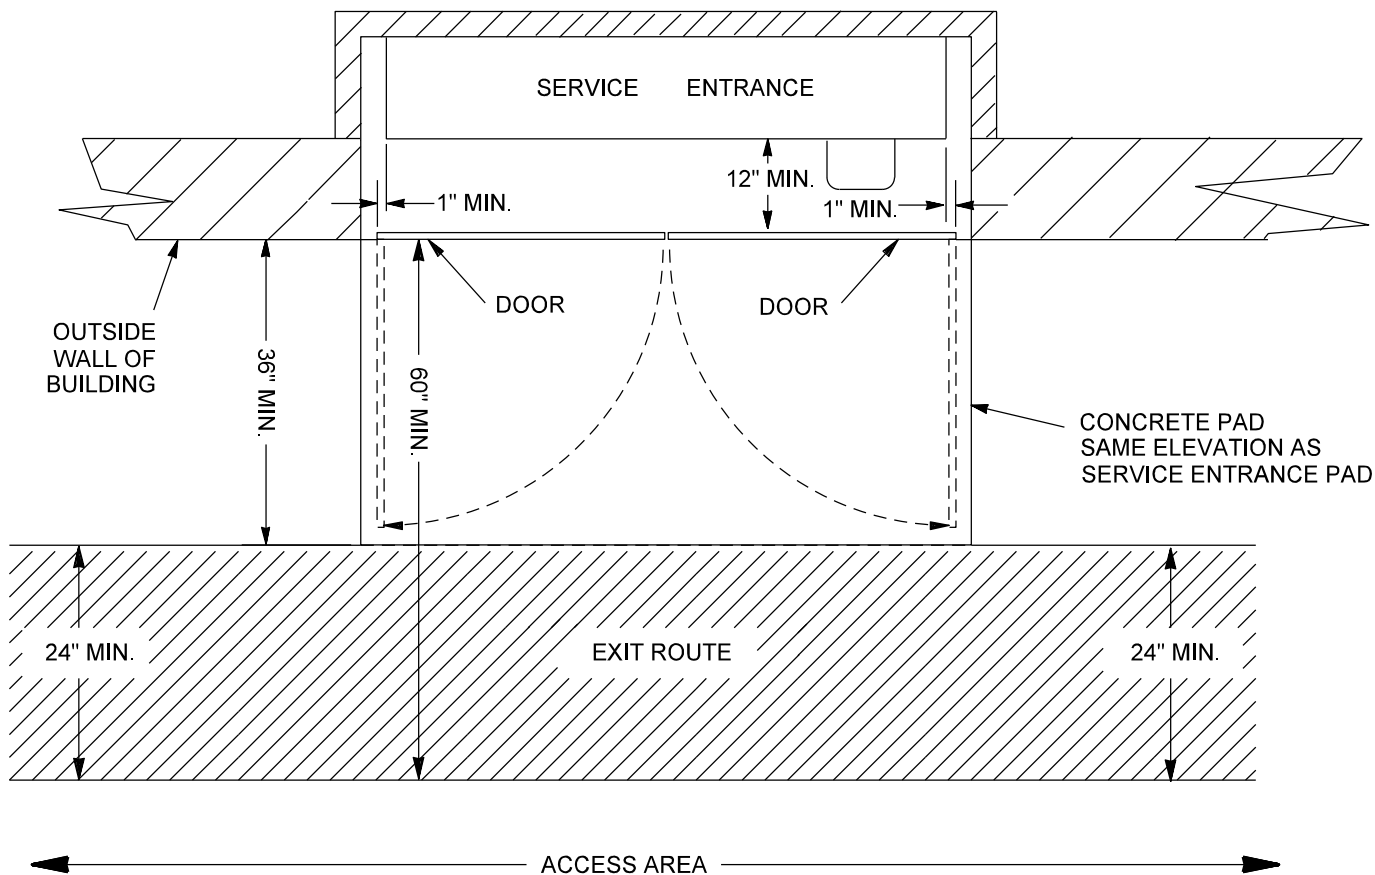 SERVICE ENTRANCE
12" MIN.
1" MIN.
1" MIN.
DOOR
DOOR
OUTSIDE
WALL OF
BUILDING
36" MIN.
60" MIN.
CONCRETE PAD
SAME ELEVATION AS
SERVICE ENTRANCE PAD
24" MIN.
EXIT ROUTE
24" MIN.
ACCESS AREA